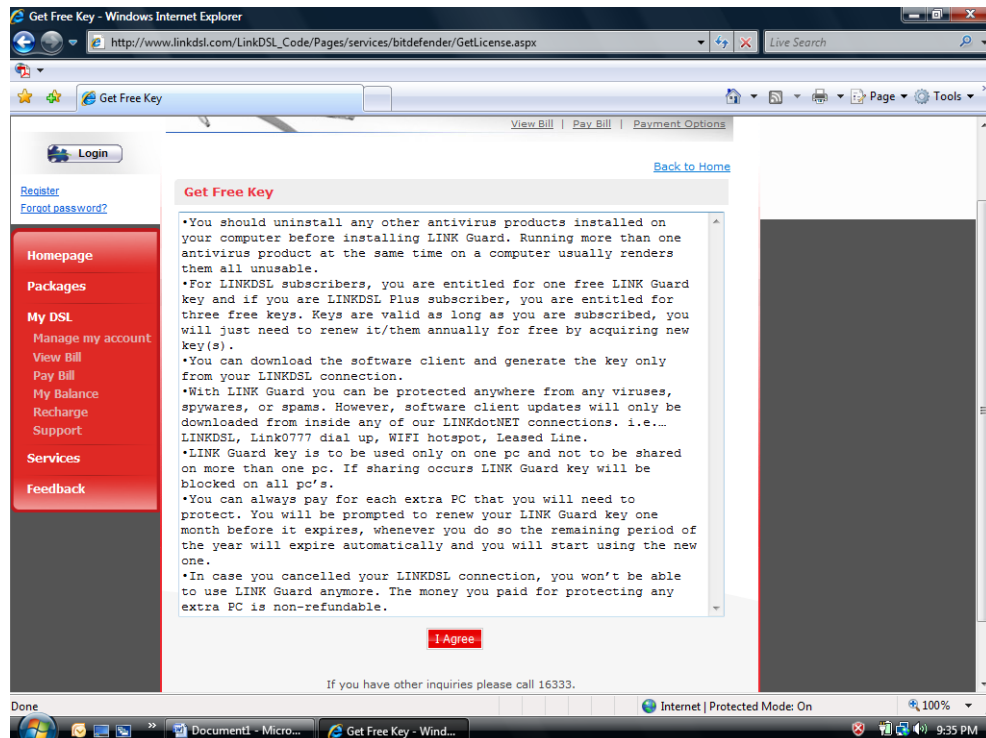 Get Free Key - Windows Internet Explorer
http://www.linkdsl.com/LinkDSL_Code/Pages/services/bitdefender/GetLicense.aspx
Live Search
Get Free Key
Page
Tools
View Bill | Pay Bill | Payment Options
Login
Back to Home
Register
Forgot password?
Get Free Key
Homepage
Packages
My DSL
Manage my account
View Bill
Pay Bill
My Balance
Recharge
Support
Services
Feedback
•You should uninstall any other antivirus products installed on
your computer before installing LINK Guard. Running more than one
antivirus product at the same time on a computer usually renders
them all unusable.
•For LINKDSL subscribers, you are entitled for one free LINK Guard
key and if you are LINKDSL Plus subscriber, you are entitled for
three free keys. Keys are valid as long as you are subscribed, you
will just need to renew it/them annually for free by acquiring new
key(s).
•You can download the software client and generate the key only
from your LINKDSL connection.
•With LINK Guard you can be protected anywhere from any viruses,
spywares, or spams. However, software client updates will only be
downloaded from inside any of our LINKdotNET connections. i.e.…
LINKDSL, Link0777 dial up, WIFI hotspot, Leased Line.
•LINK Guard key is to be used only on one pc and not to be shared
on more than one pc. If sharing occurs LINK Guard key will be
blocked on all pc's.
•You can always pay for each extra PC that you will need to
protect. You will be prompted to renew your LINK Guard key one
month before it expires, whenever you do so the remaining period of
the year will expire automatically and you will start using the new
one.
•In case you cancelled your LINKDSL connection, you won't be able
to use LINK Guard anymore. The money you paid for protecting any
extra PC is non-refundable.
I Agree
If you have other inquiries please call 16333.
Done
Internet | Protected Mode: On
100%
Document1 - Micro...
Get Free Key - Wind...
9:35 PM